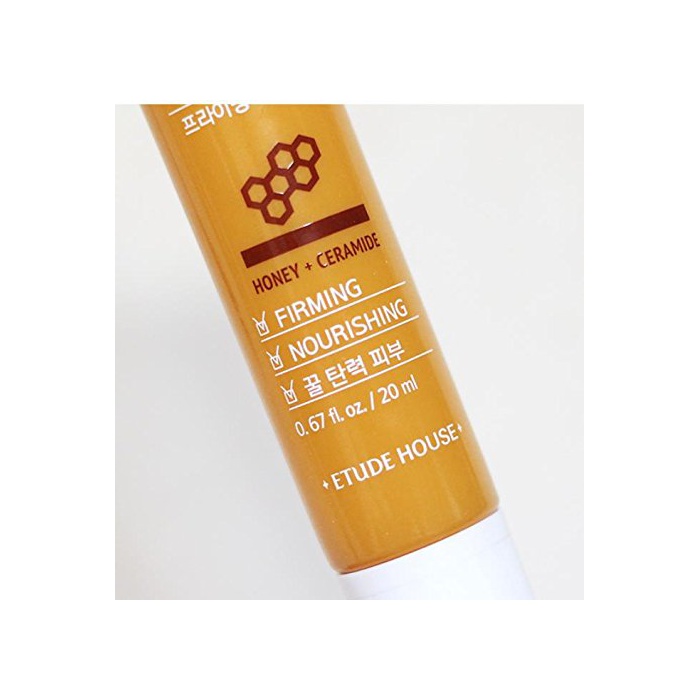 프라이밍
HONEY + CERAMIDE
FIRMING
NOURISHING
꿀 탄력 피부
0.67 fl. oz. / 20 ml
ETUDE HOUSE